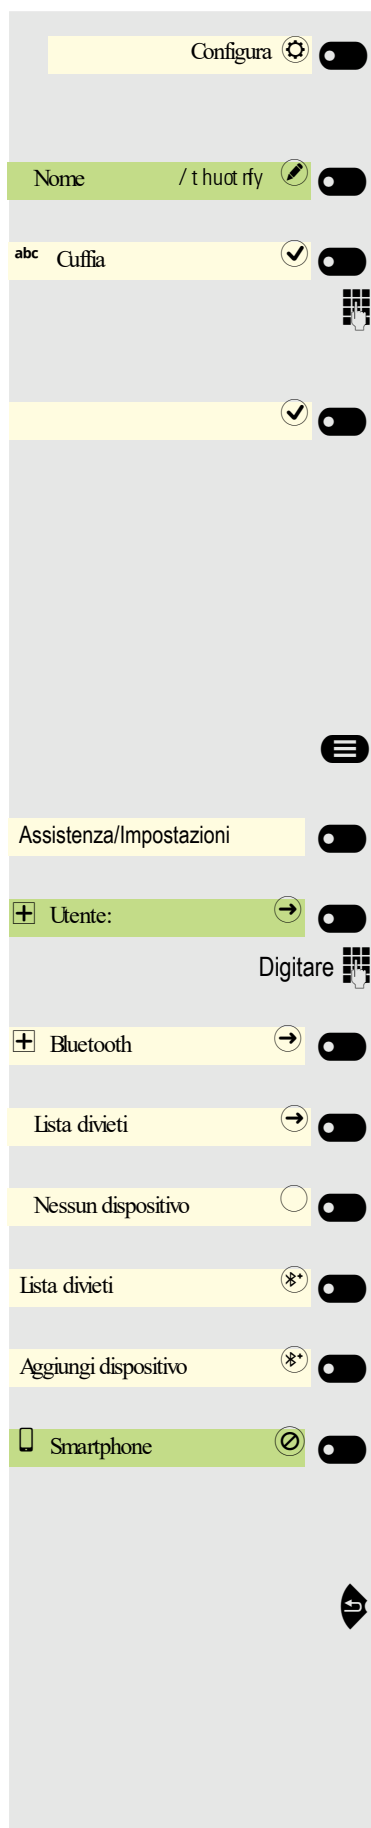 Configura
Nome / t huot rfy
abc Cuffia
Assistenza/Impostazioni
Utente:
Digitare
Bluetooth
Lista divieti
Nessun dispositivo
Lista divieti
Aggiungi dispositivo
Smartphone